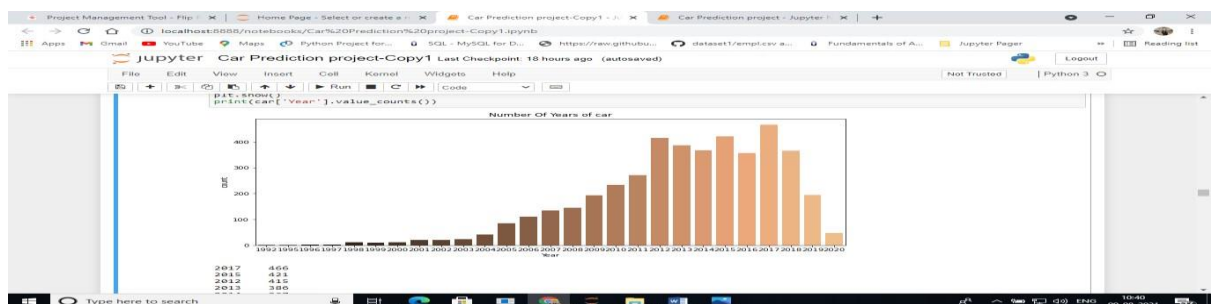 Project Management Tool - Flip
Home Page - Select or create a n
Car Prediction project-Copy1 - J
Car Prediction project - Jupyter
localhost:8888/notebooks/Car%20Prediction%20project-Copy1.ipynb
Apps Gmail YouTube Maps Python Project for... SQL - MySQL for D... https://raw.githubu... dataset1/empl.csv a... Fundamentals of A... Jupyter Pager Reading list
Jupyter Car Prediction project-Copy1 Last Checkpoint: 18 hours ago (autosaved) Logout
File Edit View Insert Cell Kernel Widgets Help Not Trusted Python 3
Run Code
plt.show()
print(car['Year'].value_counts())
Number Of Years of car
400
300
200
100
0
count
1992 1995 1996 1997 1998 1999 2000 2001 2002 2003 2004 2005 2006 2007 2008 2009 2010 2011 2012 2013 2014 2015 2016 2017 2018 2019 2020
Year
2017 466
2015 421
2012 415
2013 386
Type here to search
ENG
10:40